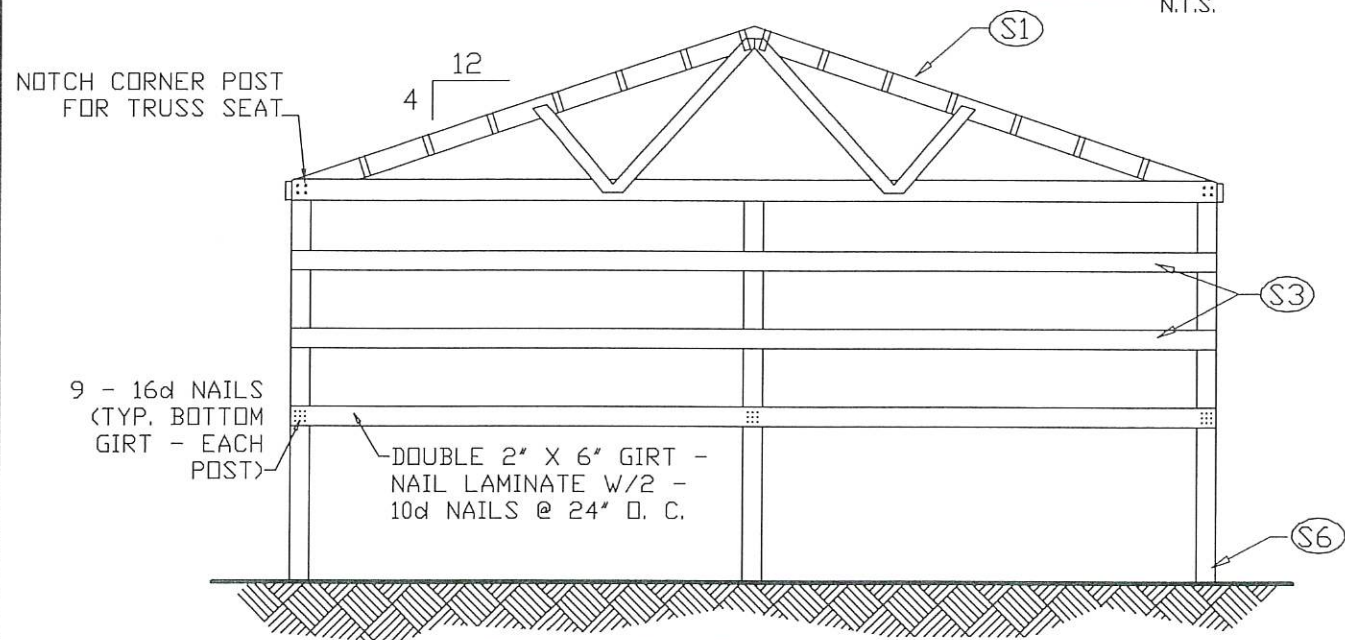 N.T.S.
S1
12
4
NOTCH CORNER POST
FOR TRUSS SEAT
S3
9 - 16d NAILS
(TYP. BOTTOM
GIRT - EACH
POST)
DOUBLE 2" X 6" GIRT -
NAIL LAMINATE W/2 -
10d NAILS @ 24" O. C.
S6